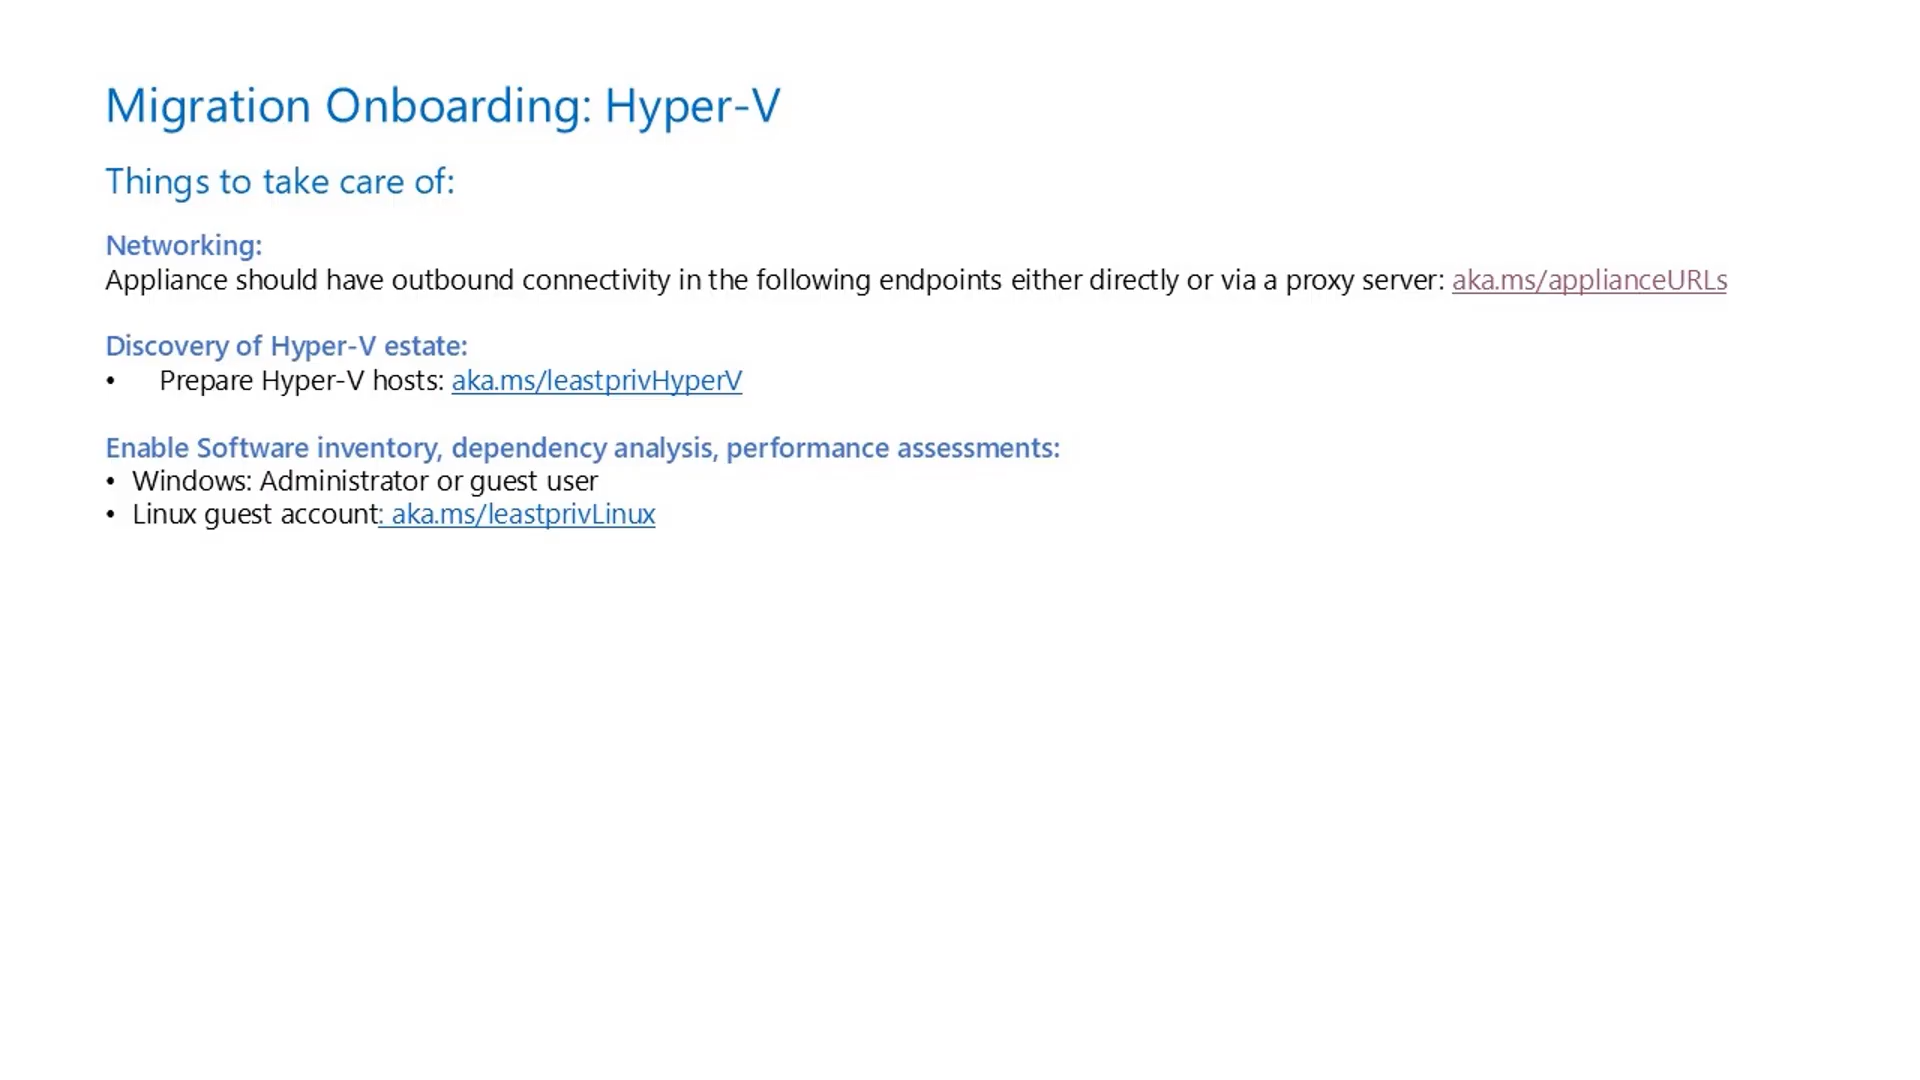 Migration Onboarding: Hyper-V
Things to take care of:
Networking:
Appliance should have outbound connectivity in the following endpoints either directly or via a proxy server: aka.ms/applianceURLs
Discovery of Hyper-V estate:
• Prepare Hyper-V hosts: aka.ms/leastprivHyperV
Enable Software inventory, dependency analysis, performance assessments:
• Windows: Administrator or guest user
• Linux guest account: aka.ms/leastprivLinux